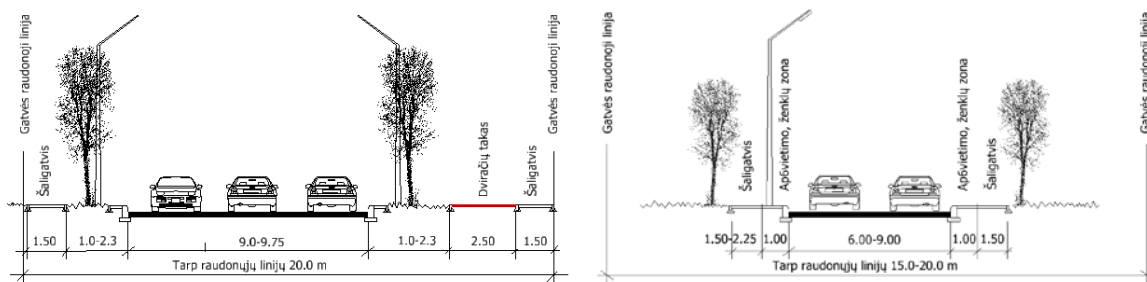 Gatvės raudonoji linija
Šaligatvis
Dviračių takas
Šaligatvis
Gatvės raudonoji linija
1.50
1.0-2.3
9.0-9.75
1.0-2.3
2.50
1.50
Tarp raudonųjų linijų 20.0 m
Gatvės raudonoji linija
Šaligatvis
Apšvietimo, ženklų zona
Apšvietimo, ženklų zona
Šaligatvis
Gatvės raudonoji linija
1.50-2.25
1.00
6.00-9.00
1.00
1.50
Tarp raudonųjų linijų 15.0-20.0 m